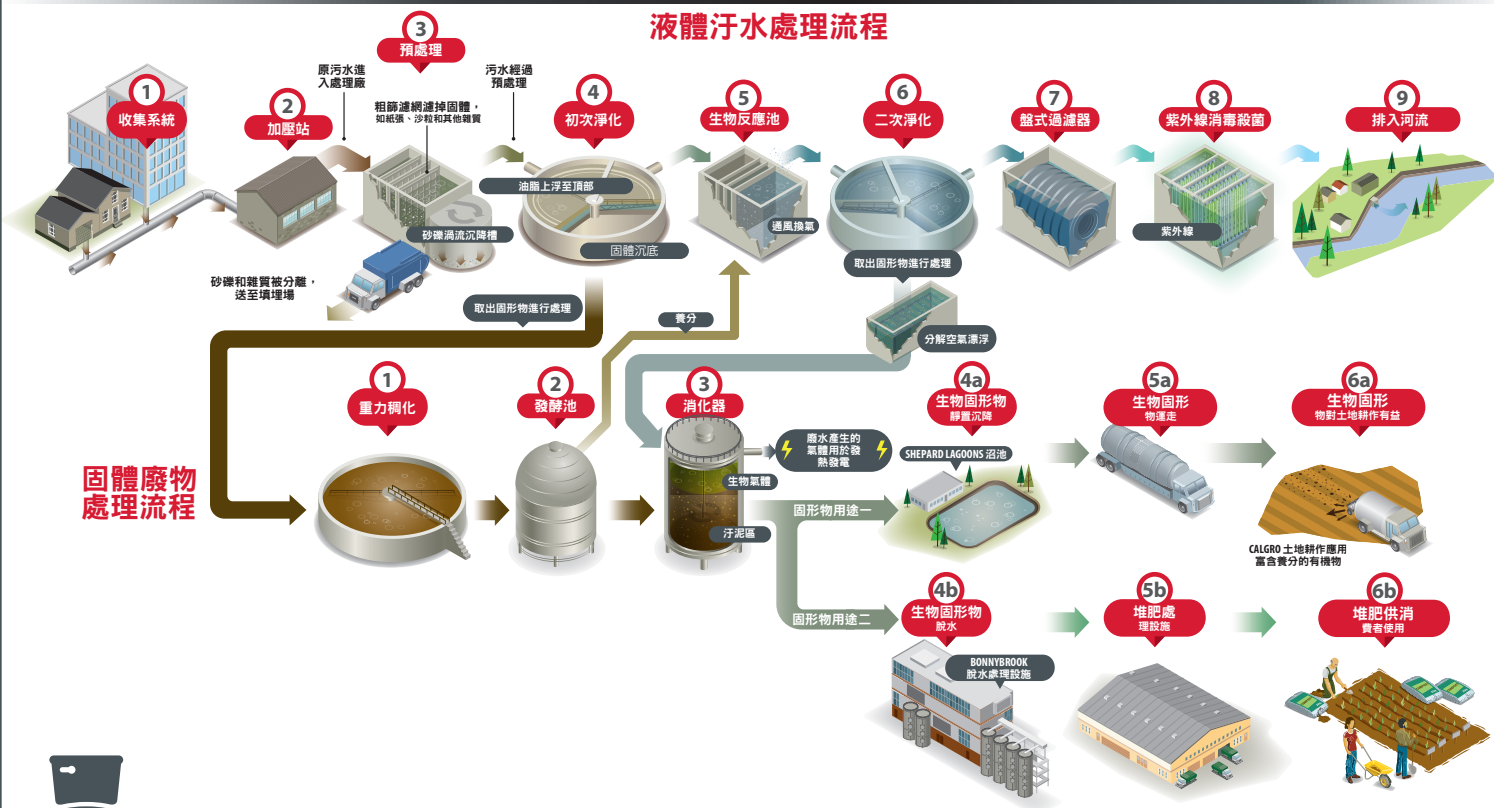 液體汙水處理流程
1
收集系統
2
加壓站
原污水進
入處理廠
3
預處理
粗篩濾網濾掉固體，
如紙張、沙粒和其他雜質
污水經過
預處理
砂礫渦流沉降槽
砂礫和雜質被分離，
送至填埋場
4
初次淨化
油脂上浮至頂部
固體沉底
取出固形物進行處理
5
生物反應池
通風換氣
6
二次淨化
取出固形物進行處理
分解空氣漂浮
7
盤式過濾器
8
紫外線消毒殺菌
紫外線
9
排入河流
固體廢物
處理流程
1
重力稠化
2
發酵池
養分
3
消化器
廢水產生的
氣體用於發
熱發電
生物氣體
汙泥區
固形物用途一
4a
生物固形物
靜置沉降
SHEPARD LAGOONS 沼池
5a
生物固形
物運走
6a
生物固形
物對土地耕作有益
CALGRO 土地耕作應用
富含養分的有機物
固形物用途二
4b
生物固形物
脫水
BONNYBROOK
脫水處理設施
5b
堆肥處
理設施
6b
堆肥供消
費者使用